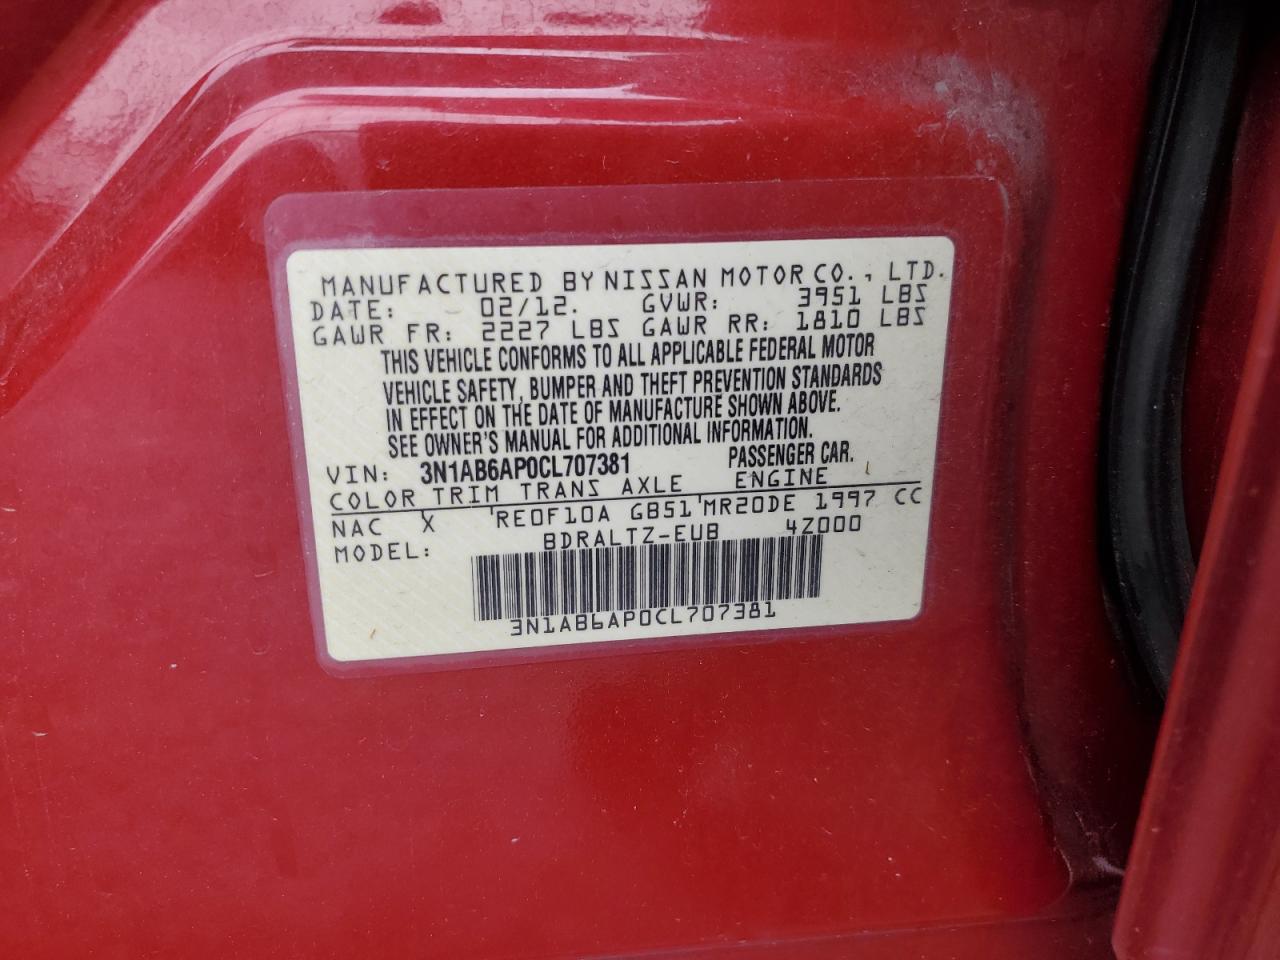 MANUFACTURED BY NISSAN MOTOR CO., LTD.
DATE: 02/12. GVWR: 3951 LBS
GAWR FR: 2227 LBS GAWR RR: 1810 LBS
THIS VEHICLE CONFORMS TO ALL APPLICABLE FEDERAL MOTOR
VEHICLE SAFETY, BUMPER AND THEFT PREVENTION STANDARDS
IN EFFECT ON THE DATE OF MANUFACTURE SHOWN ABOVE.
SEE OWNER'S MANUAL FOR ADDITIONAL INFORMATION.
VIN: 3N1AB6AP0CL707381 PASSENGER CAR.
COLOR TRIM TRANS AXLE ENGINE
NAC X RE0F10A GB51 MR20DE 1997 CC
MODEL: BDRALTZ-EUB 4Z000
3N1AB6AP0CL707381